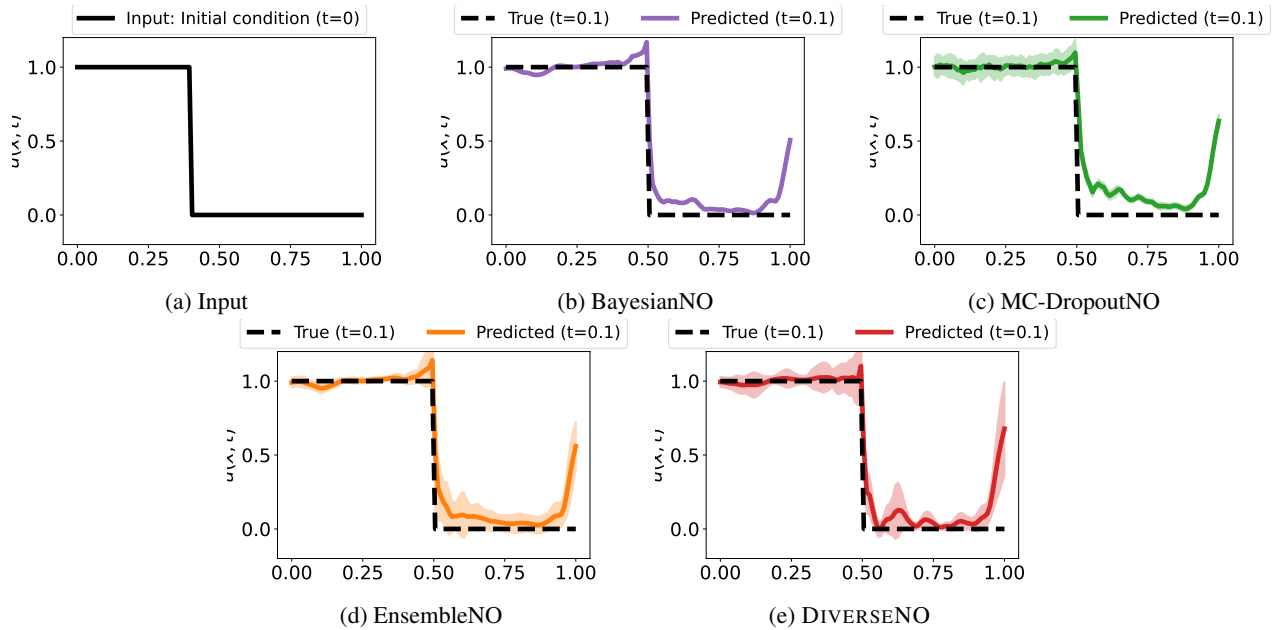 Input: Initial condition (t=0)
True (t=0.1) Predicted (t=0.1)
True (t=0.1) Predicted (t=0.1)
1.0
0.5
0.0
0.00 0.25 0.50 0.75 1.00
1.0
0.5
0.0
0.00 0.25 0.50 0.75 1.00
1.0
0.5
0.0
0.00 0.25 0.50 0.75 1.00
(a) Input
(b) BayesianNO
(c) MC-DropoutNO
True (t=0.1) Predicted (t=0.1)
True (t=0.1) Predicted (t=0.1)
1.0
0.5
0.0
0.00 0.25 0.50 0.75 1.00
1.0
0.5
0.0
0.00 0.25 0.50 0.75 1.00
(d) EnsembleNO
(e) DIVERSENO